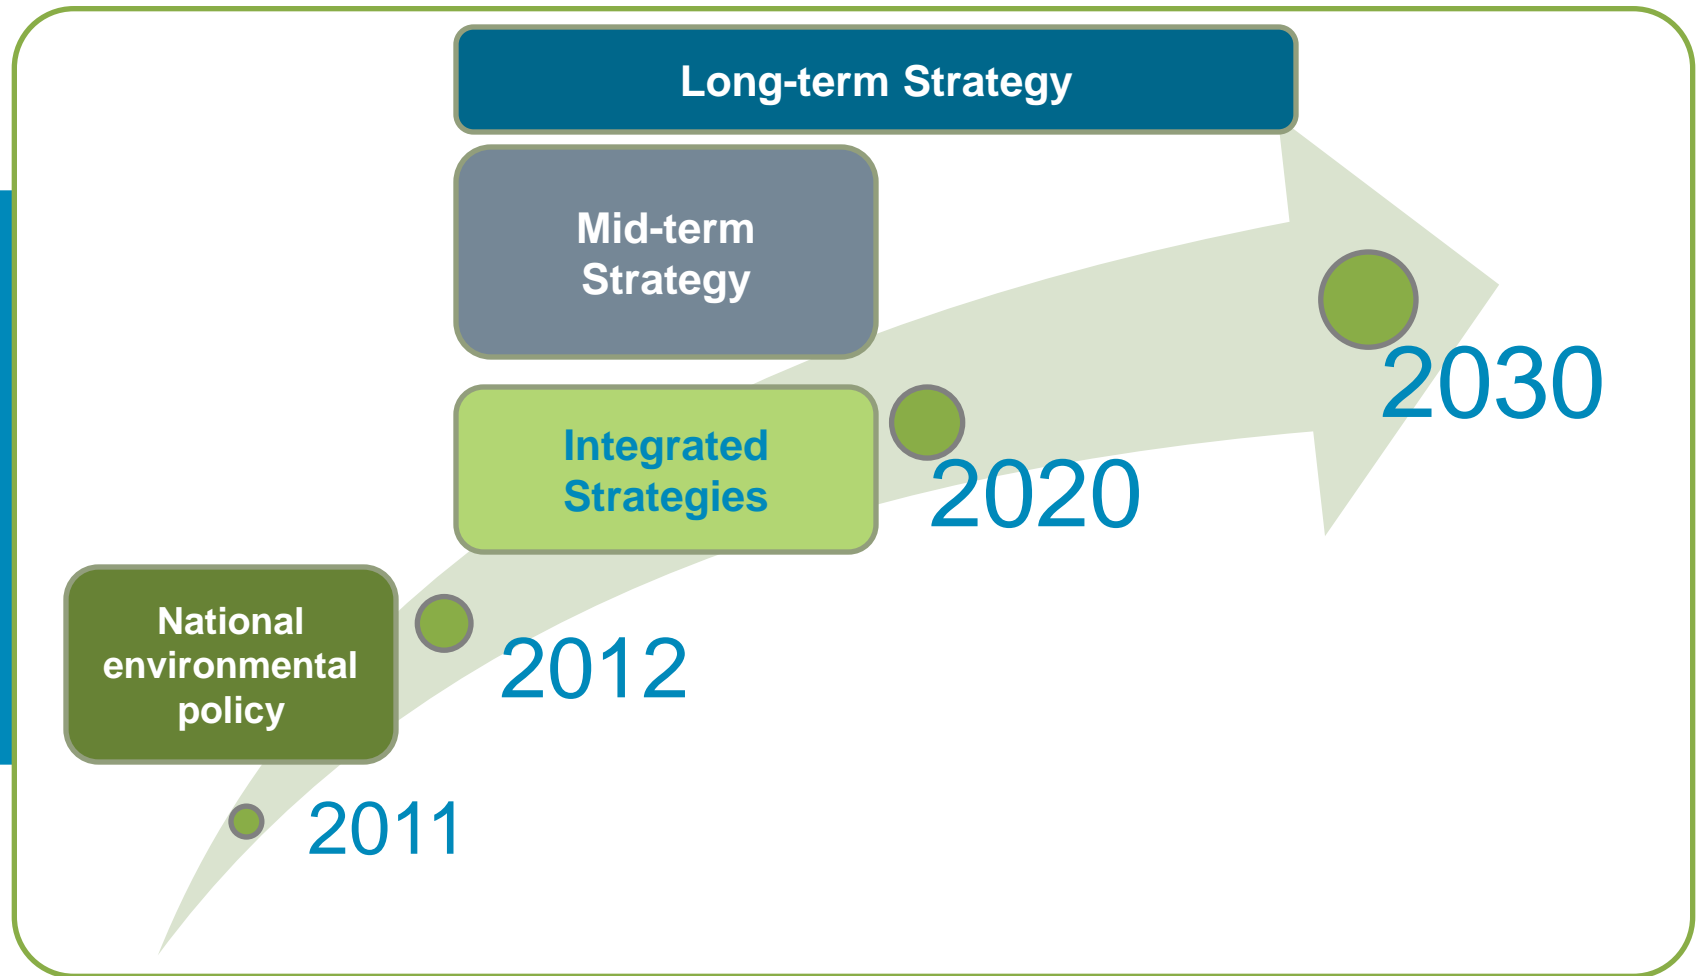 Long-term Strategy
Mid-term
Strategy
Integrated
Strategies
National
environmental
policy
2011
2012
2020
2030